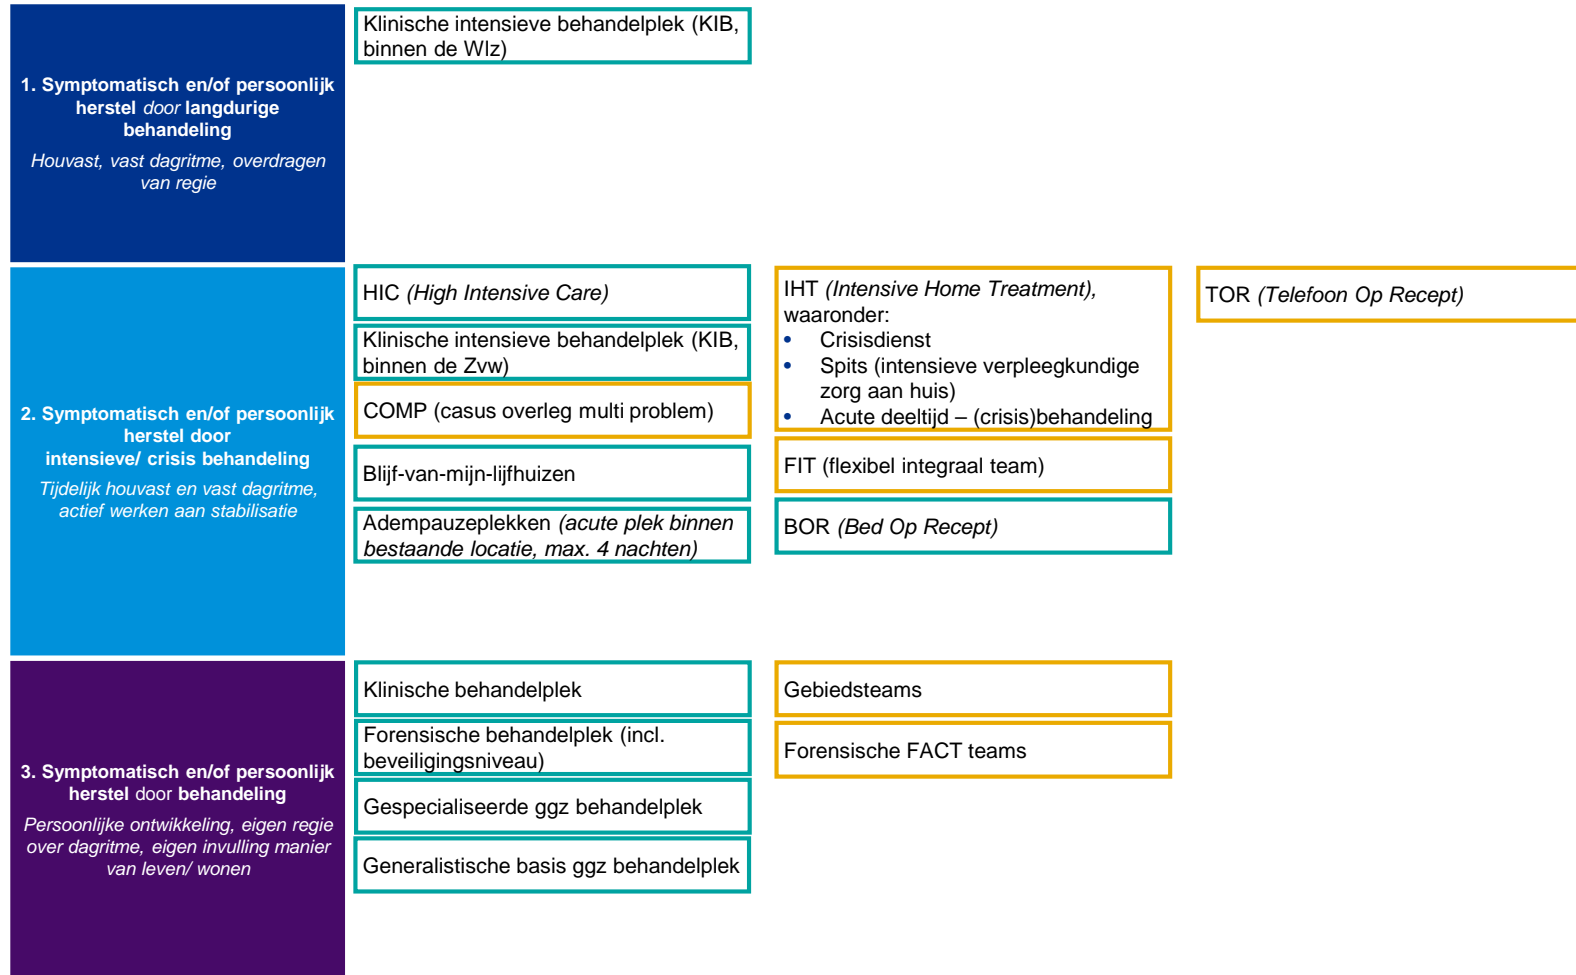 1. Symptomatisch en/of persoonlijk
herstel door langdurige
behandeling
Houvast, vast dagritme, overdragen
van regie
Klinische intensieve behandelplek (KIB,
binnen de Wlz)
2. Symptomatisch en/of persoonlijk
herstel door
intensieve/ crisis behandeling
Tijdelijk houvast en vast dagritme,
actief werken aan stabilisatie
HIC (High Intensive Care)
Klinische intensieve behandelplek (KIB,
binnen de Zvw)
COMP (casus overleg multi problem)
Blijf-van-mijn-lijfhuizen
Adempauzeplekken (acute plek binnen
bestaande locatie, max. 4 nachten)
IHT (Intensive Home Treatment),
waaronder:
• Crisisdienst
• Spits (intensieve verpleegkundige
zorg aan huis)
• Acute deeltijd – (crisis)behandeling
FIT (flexibel integraal team)
BOR (Bed Op Recept)
TOR (Telefoon Op Recept)
3. Symptomatisch en/of persoonlijk
herstel door behandeling
Persoonlijke ontwikkeling, eigen regie
over dagritme, eigen invulling manier
van leven/ wonen
Klinische behandelplek
Forensische behandelplek (incl.
beveiligingsniveau)
Gespecialiseerde ggz behandelplek
Generalistische basis ggz behandelplek
Gebiedsteams
Forensische FACT teams